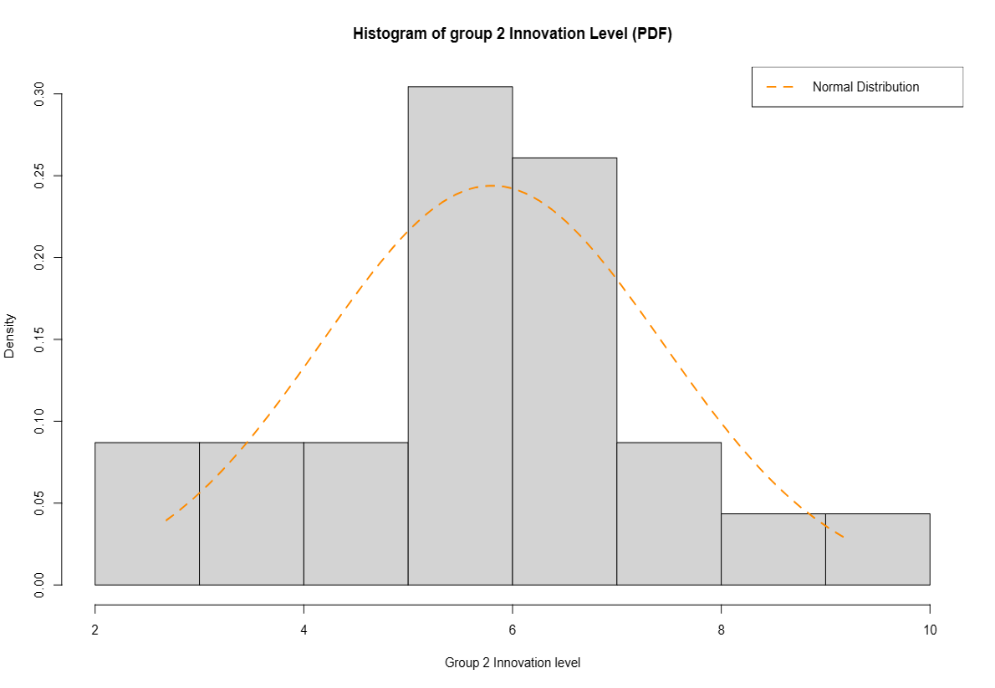 Histogram of group 2 Innovation Level (PDF)
Normal Distribution
Density
0.30
0.25
0.20
0.15
0.10
0.05
0.00
2 4 6 8 10
Group 2 Innovation level